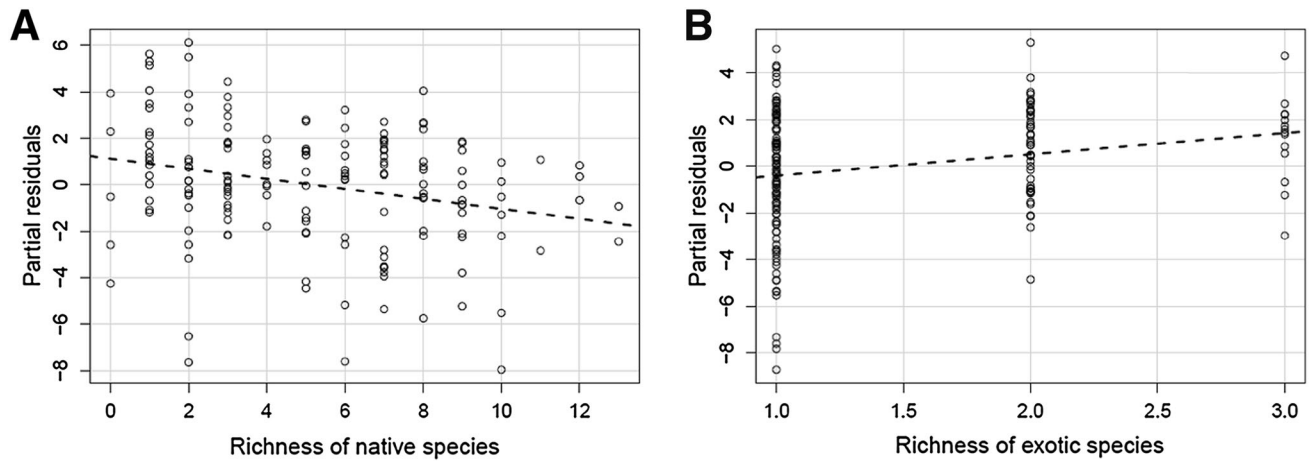 A
Partial residuals
6
4
2
0
−2
−4
−6
−8
0 2 4 6 8 10 12
Richness of native species
B
Partial residuals
4
2
0
−2
−4
−6
−8
1.0 1.5 2.0 2.5 3.0
Richness of exotic species